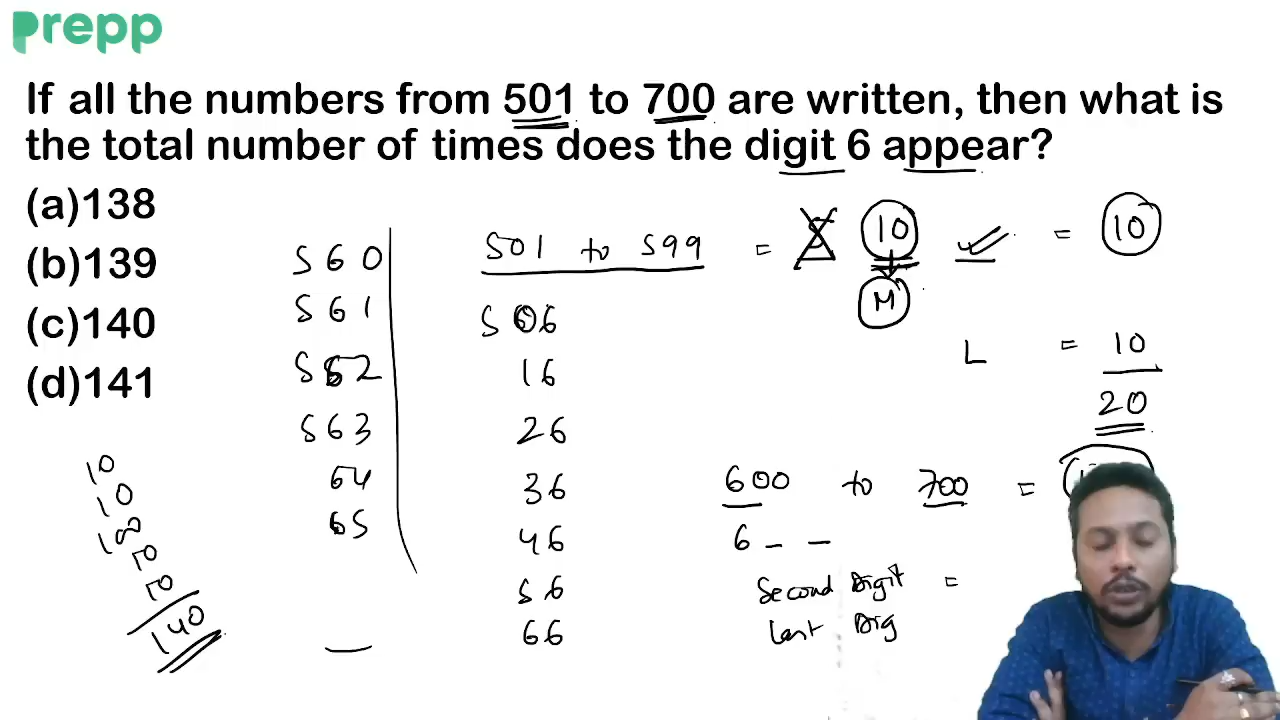 Prepp
If all the numbers from 501 to 700 are written, then what is
the total number of times does the digit 6 appear?
(a)138
(b)139
(c)140
(d)141
560
561
562
563
64
65
501 to 599 = 10 = 10
M
506
16
26
36
46
56
66
L = 10
20
600 to 700 =
6 _ _
Second Digit =
Last Dig
10
10
100
10
10
140